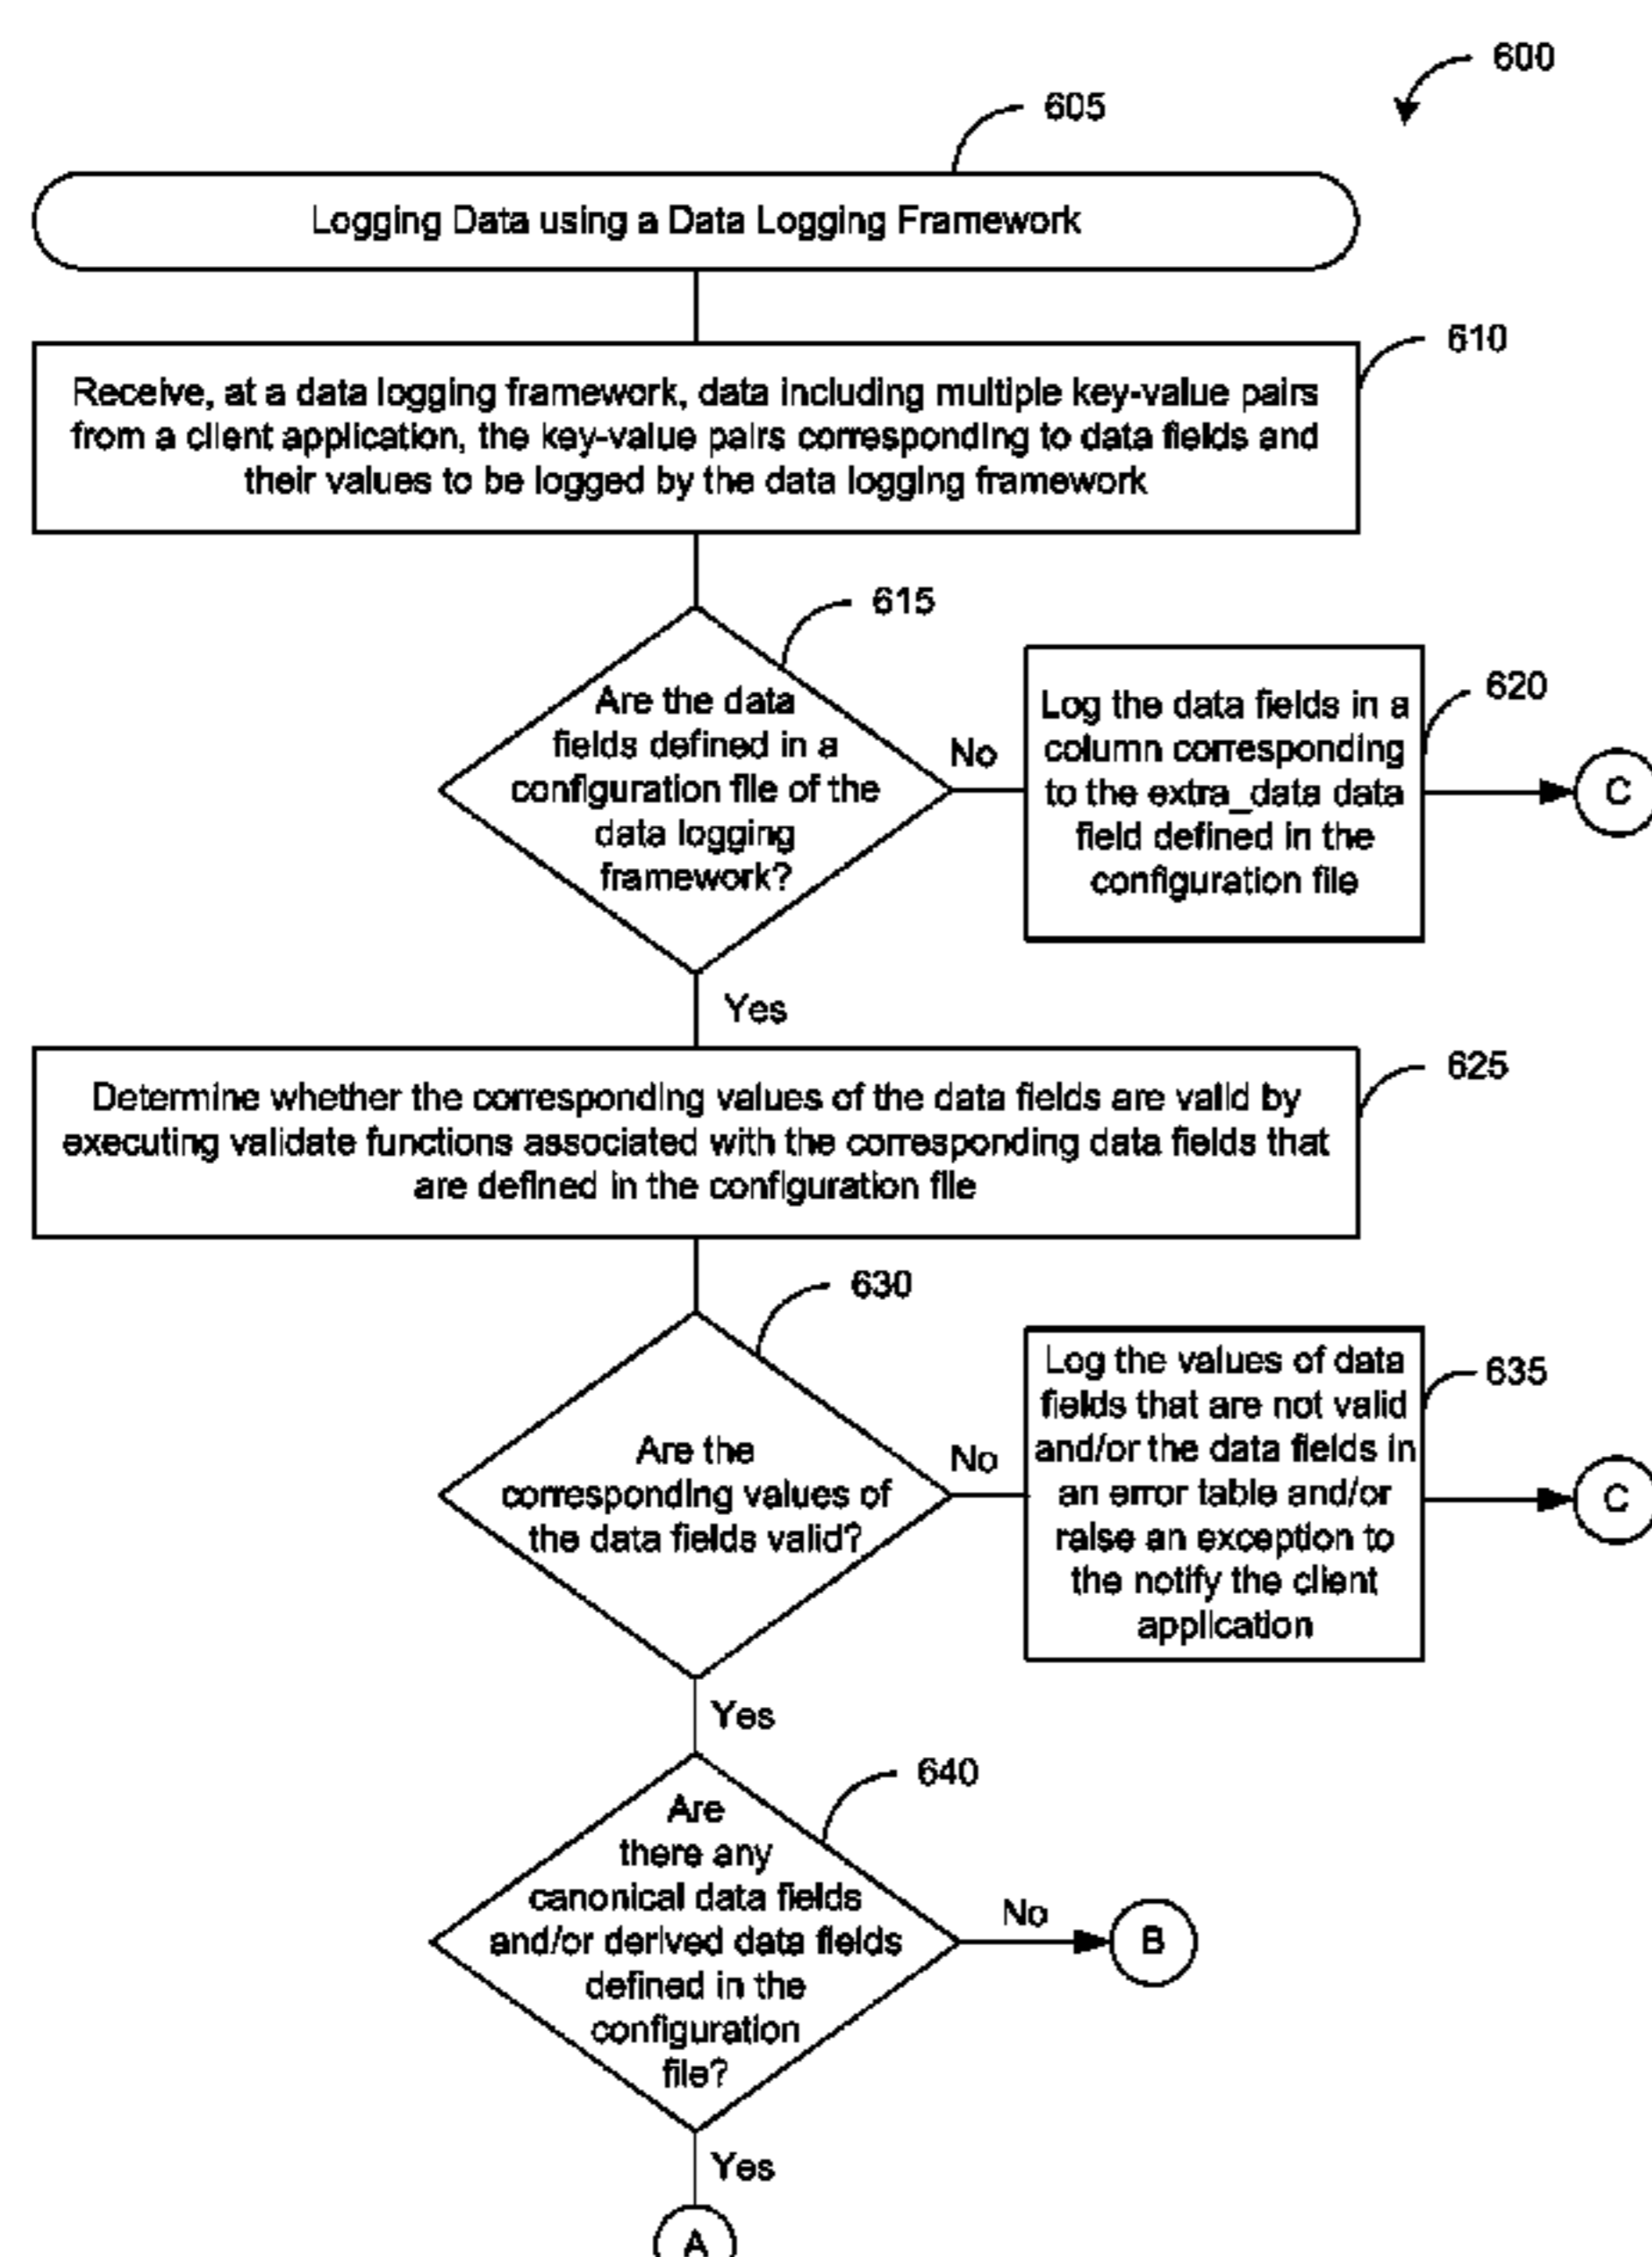 600
605
Logging Data using a Data Logging Framework
610
Receive, at a data logging framework, data including multiple key-value pairs
from a client application, the key-value pairs corresponding to data fields and
their values to be logged by the data logging framework
615
Are the data
fields defined in a
configuration file of the
data logging
framework?
No
620
Log the data fields in a
column corresponding
to the extra_data data
field defined in the
configuration file
C
Yes
625
Determine whether the corresponding values of the data fields are valid by
executing validate functions associated with the corresponding data fields that
are defined in the configuration file
630
Are the
corresponding values of
the data fields valid?
No
635
Log the values of data
fields that are not valid
and/or the data fields in
an error table and/or
raise an exception to
the notify the client
application
C
Yes
640
Are
there any
canonical data fields
and/or derived data fields
defined in the
configuration
file?
No
B
Yes
A